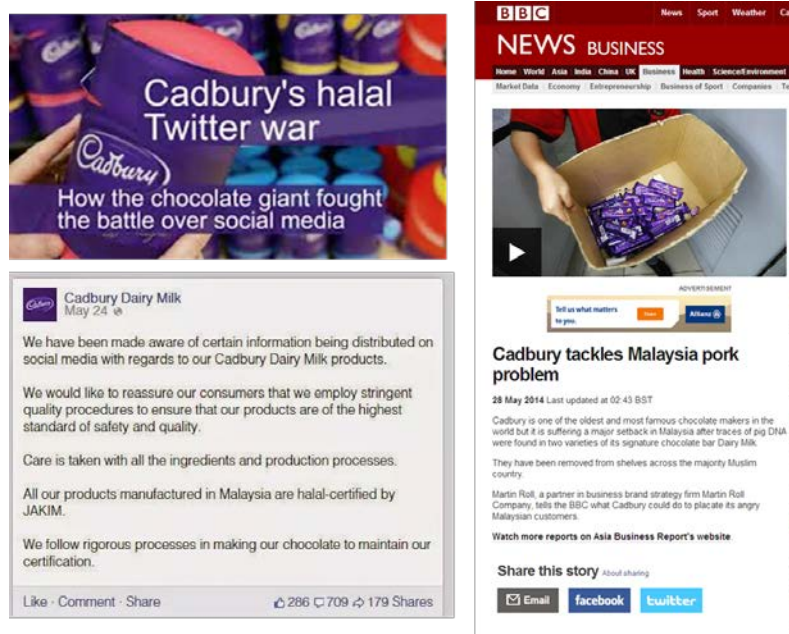 Cadbury's halal
Twitter war
Cadbury
How the chocolate giant fought
the battle over social media
Cadbury Dairy Milk
May 24
We have been made aware of certain information being distributed on
social media with regards to our Cadbury Dairy Milk products.
We would like to reassure our consumers that we employ stringent
quality procedures to ensure that our products are of the highest
standard of safety and quality.
Care is taken with all the ingredients and production processes.
All our products manufactured in Malaysia are halal-certified by
JAKIM.
We follow rigorous processes in making our chocolate to maintain our
certification.
Like · Comment · Share 286 709 179 Shares
BBC News Sport Weather
NEWS BUSINESS
Home World Asia India China UK Business Health Science/Environment
Market Data Economy Entrepreneurship Business of Sport Companies
ADVERTISEMENT
Tell us what matters
to you.
Allianz
Cadbury tackles Malaysia pork
problem
28 May 2014 Last updated at 02:43 BST
Cadbury is one of the oldest and most famous chocolate makers in the
world but it is suffering a major setback in Malaysia after traces of pig DNA
were found in two varieties of its signature chocolate bar Dairy Milk.
They have been removed from shelves across the majority Muslim
country.
Martin Roll, a partner in business brand strategy firm Martin Roll
Company, tells the BBC what Cadbury could do to placate its angry
Malaysian customers.
Watch more reports on Asia Business Report's website
Share this story About sharing
Email facebook twitter